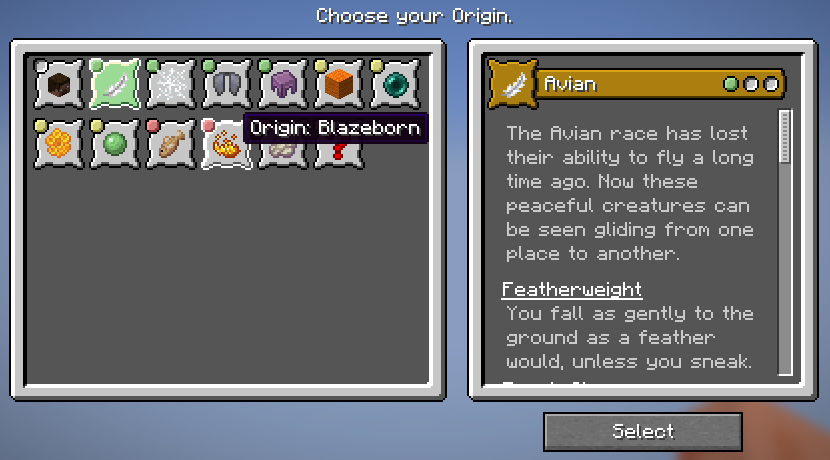 Choose your Origin.
Avian
Origin: Blazeborn
The Avian race has lost
their ability to fly a long
time ago. Now these
peaceful creatures can
be seen gliding from one
place to another.
Featherweight
You fall as gently to the
ground as a feather
would, unless you sneak.
Select